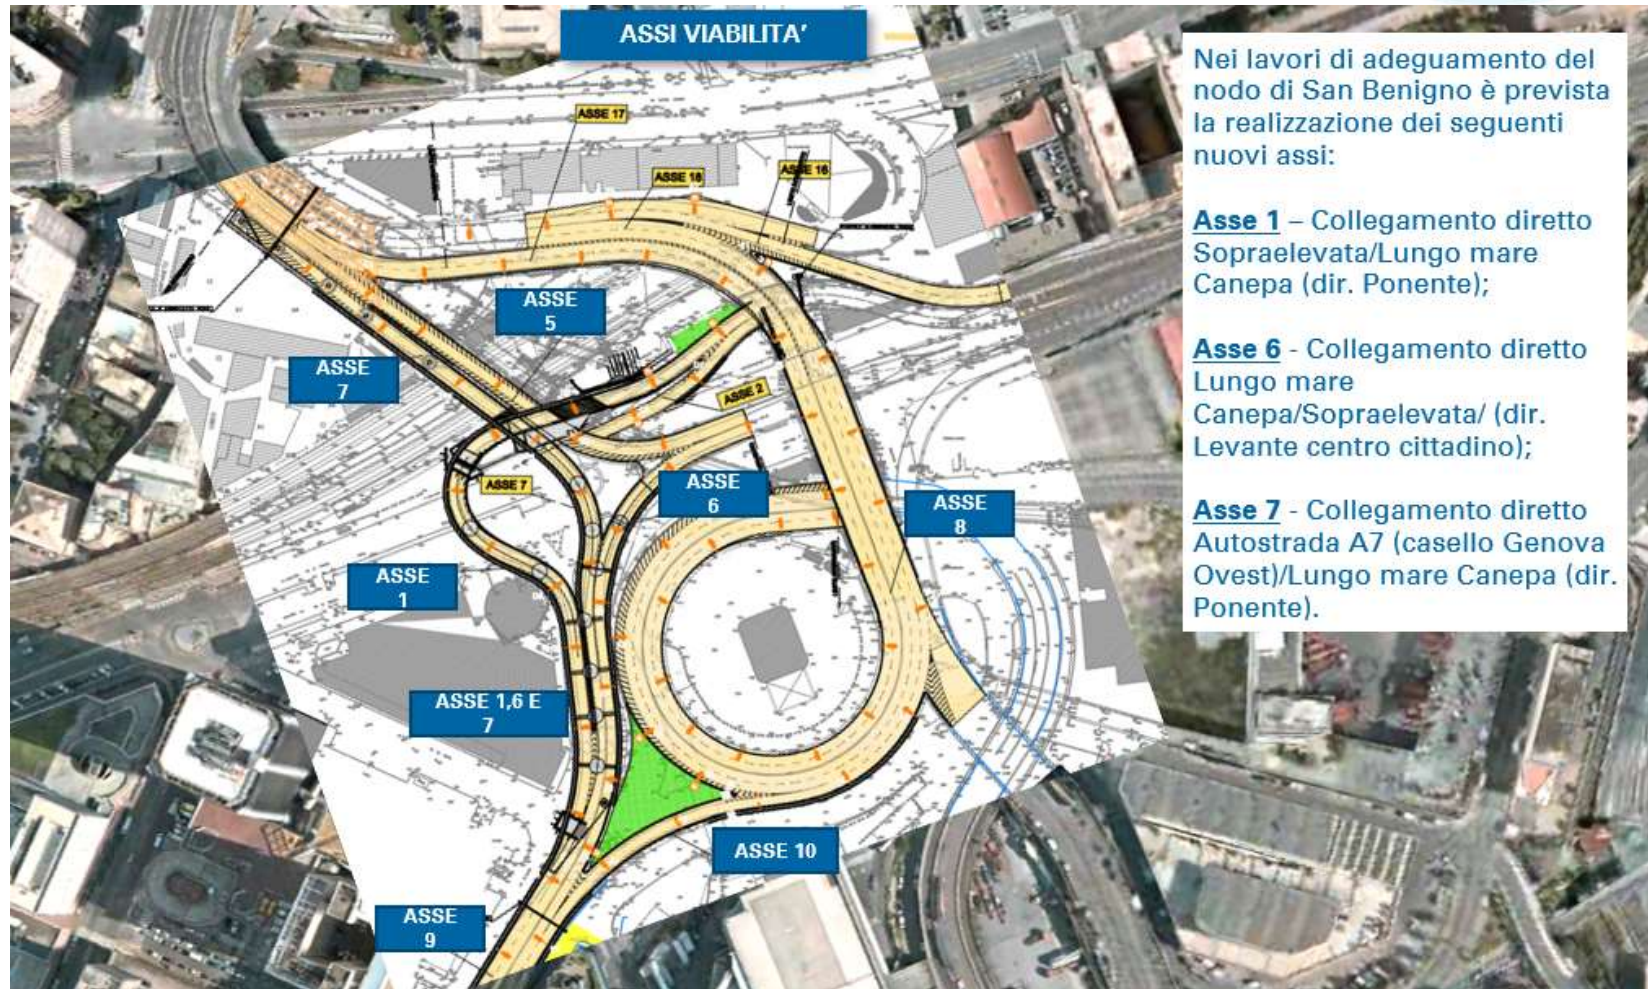 ASSI VIABILITA’
ASSE 17
ASSE 18
ASSE 16
ASSE
5
ASSE
7
ASSE 2
ASSE 7
ASSE
6
ASSE
8
ASSE
1
ASSE 1,6 E
7
ASSE 10
ASSE
9
Nei lavori di adeguamento del
nodo di San Benigno è prevista
la realizzazione dei seguenti
nuovi assi:
Asse 1 – Collegamento diretto
Sopraelevata/Lungo mare
Canepa (dir. Ponente);
Asse 6 - Collegamento diretto
Lungo mare
Canepa/Sopraelevata/ (dir.
Levante centro cittadino);
Asse 7 - Collegamento diretto
Autostrada A7 (casello Genova
Ovest)/Lungo mare Canepa (dir.
Ponente).